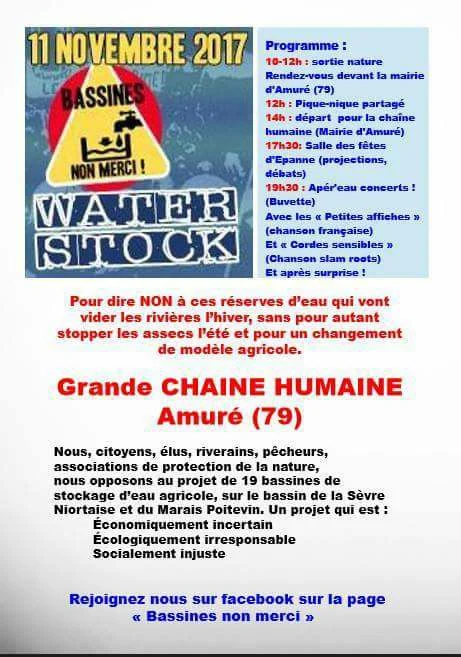 11 NOVEMBRE 2017
BASSINES
NON MERCI !
WATER
STOCK
Programme :
10-12h : sortie nature
Rendez-vous devant la mairie
d'Amuré (79)
12h : Pique-nique partagé
14h : départ pour la chaîne
humaine (Mairie d'Amuré)
17h30: Salle des fêtes
d'Epanne (projections,
débats)
19h30 : Apér'eau concerts !
(Buvette)
Avec les « Petites affiches »
(chanson française)
Et « Cordes sensibles »
(Chanson slam roots)
Et après surprise !
Pour dire NON à ces réserves d'eau qui vont
vider les rivières l'hiver, sans pour autant
stopper les assecs l'été et pour un changement
de modèle agricole.
Grande CHAINE HUMAINE
Amuré (79)
Nous, citoyens, élus, riverains, pêcheurs,
associations de protection de la nature,
nous opposons au projet de 19 bassines de
stockage d'eau agricole, sur le bassin de la Sèvre
Niortaise et du Marais Poitevin. Un projet qui est :
Économiquement incertain
Écologiquement irresponsable
Socialement injuste
Rejoignez nous sur facebook sur la page
« Bassines non merci »